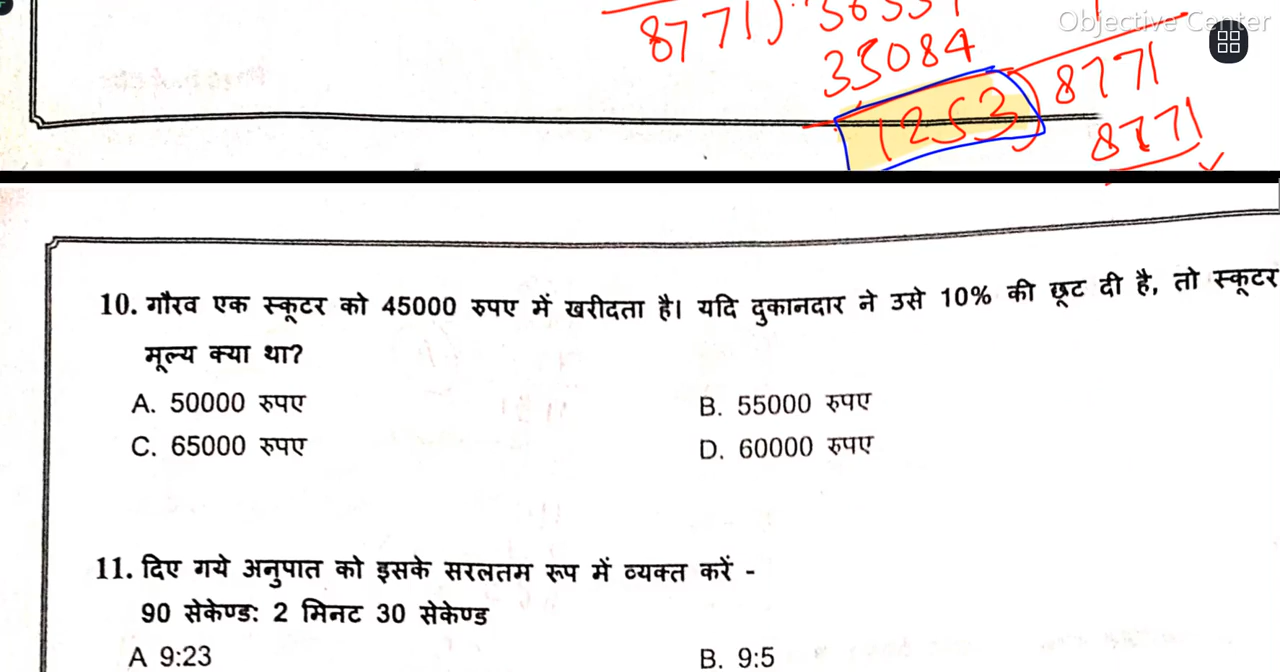 Objective Center
8771)
35084
1253) 8771
8771
10. गौरव एक स्कूटर को 45000 रुपए में खरीदता है। यदि दुकानदार ने उसे 10% की छूट दी है, तो स्कूटर
मूल्य क्या था?
A. 50000 रुपए B. 55000 रुपए
C. 65000 रुपए D. 60000 रुपए
11. दिए गये अनुपात को इसके सरलतम रूप में व्यक्त करें -
90 सेकेण्ड: 2 मिनट 30 सेकेण्ड
A 9:23 B. 9:5